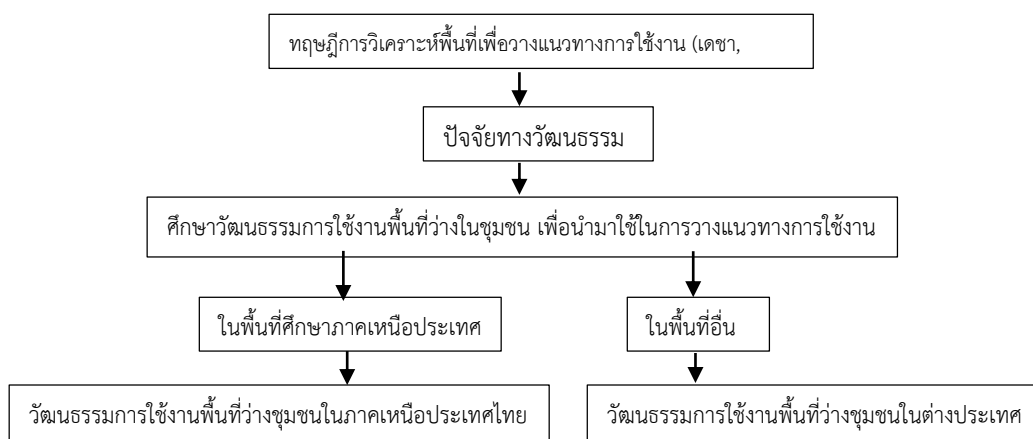 ทฤษฎีการวิเคราะห์พื้นที่เพื่อวางแนวทางการใช้งาน (เดชา,
ปัจจัยทางวัฒนธรรม
ศึกษาวัฒนธรรมการใช้งานพื้นที่ว่างในชุมชน เพื่อนำมาใช้ในการวางแนวทางการใช้งาน
ในพื้นที่ศึกษาภาคเหนือประเทศ
ในพื้นที่อื่น
วัฒนธรรมการใช้งานพื้นที่ว่างชุมชนในภาคเหนือประเทศไทย
วัฒนธรรมการใช้งานพื้นที่ว่างชุมชนในต่างประเทศ